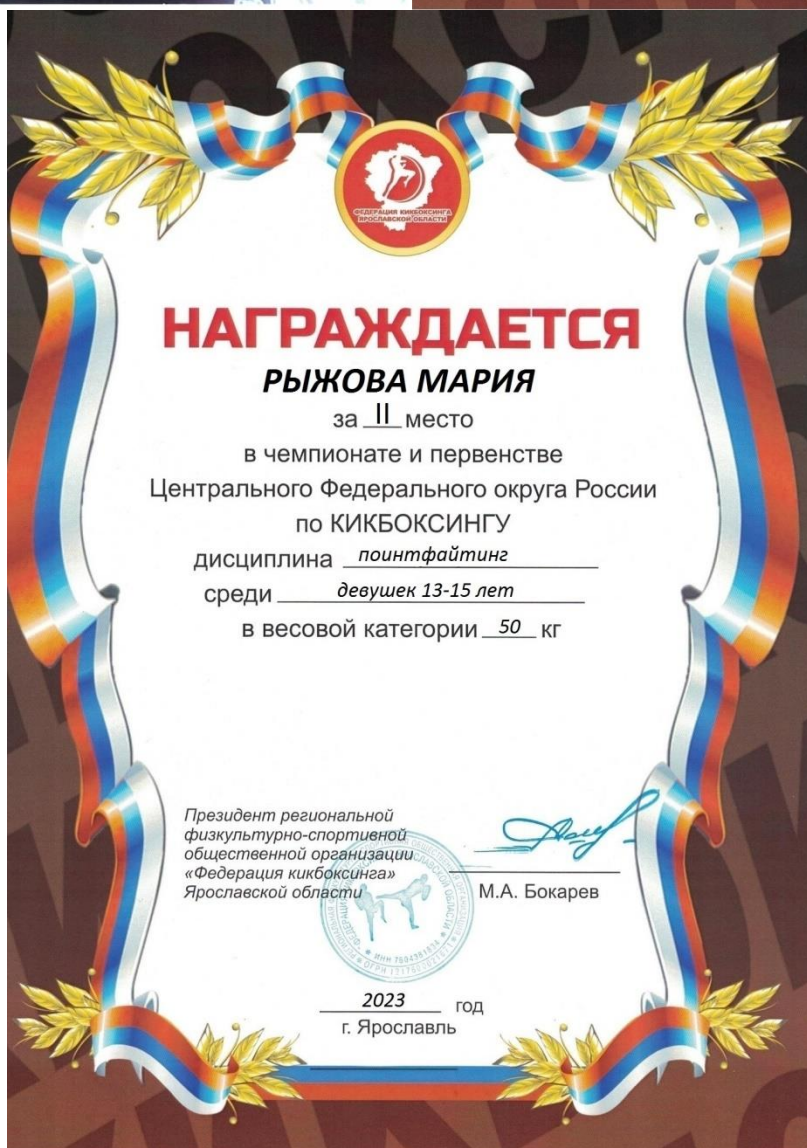 ФЕДЕРАЦИЯ КИКБОКСИНГА
ЯРОСЛАВСКОЙ ОБЛАСТИ
НАГРАЖДАЕТСЯ
РЫЖОВА МАРИЯ
за II место
в чемпионате и первенстве
Центрального Федерального округа России
по КИКБОКСИНГУ
дисциплина поинтфайтинг
среди девушек 13-15 лет
в весовой категории 50 кг
Президент региональной
физкультурно-спортивной
общественной организации
«Федерация кикбоксинга»
Ярославской области
М.А. Бокарев
2023 год
г. Ярославль